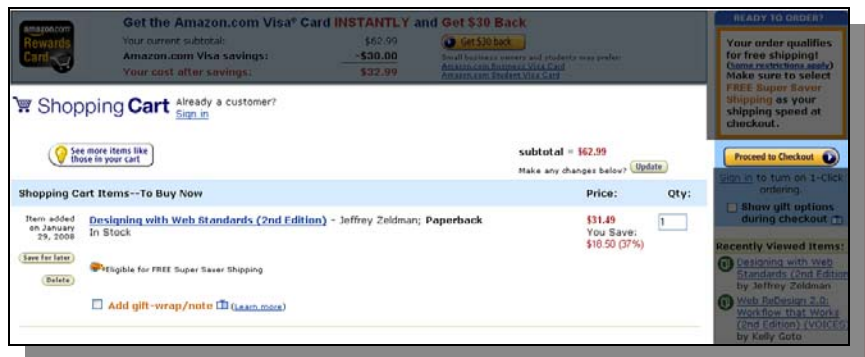 amazon.com
Rewards
Card
Get the Amazon.com Visa® Card INSTANTLY and Get $30 Back
Your current subtotal: $62.99
Amazon.com Visa savings: -$30.00
Your cost after savings: $32.99
Get $30 back
Small business owners and students may prefer:
Amazon.com Business Visa Card
Amazon.com Student Visa Card
READY TO ORDER?
Your order qualifies
for free shipping!
(Some restrictions apply)
Make sure to select
FREE Super Saver
Shipping as your
shipping speed at
checkout.
Shopping Cart
Already a customer?
Sign in
See more items like
those in your cart
subtotal = $62.99
Make any changes below? Update
Proceed to Checkout
Sign in to turn on 1-Click
ordering.
Show gift options
during checkout
Shopping Cart Items--To Buy Now Price: Qty:
Item added
on January
29, 2008
Save for later
Delete
Designing with Web Standards (2nd Edition) - Jeffrey Zeldman; Paperback
In Stock
Eligible for FREE Super Saver Shipping
Add gift-wrap/note (Learn more)
$31.49
You Save:
$18.50 (37%)
1
Recently Viewed Items:
Designing with Web
Standards (2nd Edition
by Jeffrey Zeldman
Web ReDesign 2.0:
Workflow that Works
(2nd Edition) (VOICES)
by Kelly Goto